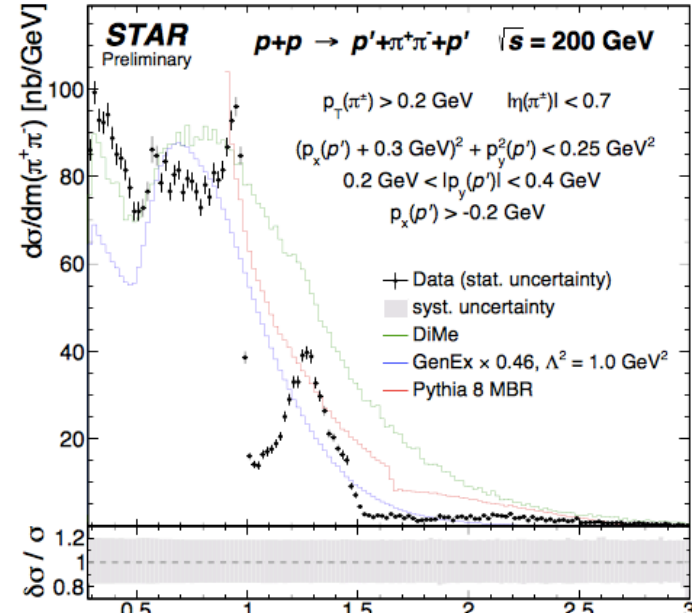 STAR
Preliminary
p+p → p′+π⁺π⁻+p′ √s = 200 GeV
p_T(π±) > 0.2 GeV |η(π±)| < 0.7
(p_x(p′) + 0.3 GeV)² + p_y²(p′) < 0.25 GeV²
0.2 GeV < |p_y(p′)| < 0.4 GeV
p_x(p′) > -0.2 GeV
Data (stat. uncertainty)
syst. uncertainty
DiMe
GenEx × 0.46, Λ² = 1.0 GeV²
Pythia 8 MBR
dσ/dm(π⁺π⁻) [nb/GeV]
100
80
60
40
20
δσ / σ
1.2
1
0.8
0.5 1 1.5 2 2.5 3